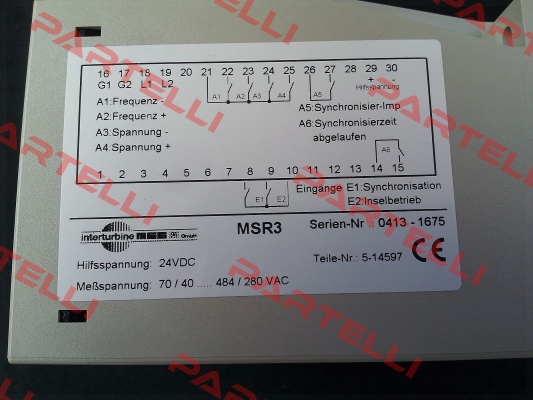 16 17 18 19 20 21 22 23 24 25 26 27 28 29 30
G1 G2 L1 L2 + -
Hilfsspannung
A1 A2 A3 A4 A5
A1:Frequenz -
A2:Frequenz +
A3:Spannung -
A4:Spannung +
A5:Synchronisier-Imp
A6:Synchronisierzeit
abgelaufen
A6
1 2 3 4 5 6 7 8 9 10 11 12 13 14 15
E1 E2
Eingänge E1:Synchronisation
E2:Inselbetrieb
interturbine GmbH
MSR3
Serien-Nr.: 0413 - 1675
Hilfsspannung: 24VDC
Teile-Nr.: 5-14597
CE
Meßspannung: 70 / 40 ..... 484 / 280 VAC
PARTELLI
PARTELLI
PARTELLI
PARTELLI
PARTELLI
PARTELLI